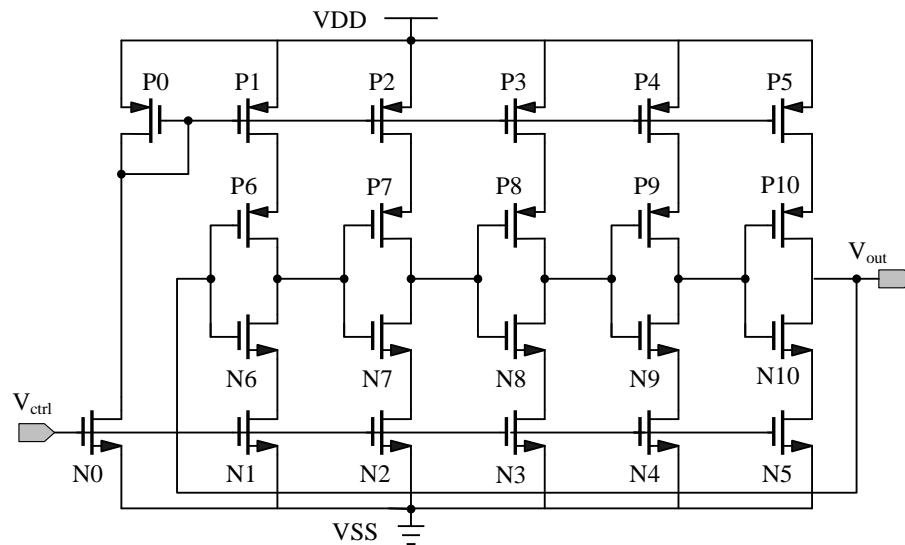 VDD
P0 P1 P2 P3 P4 P5
P6 P7 P8 P9 P10
Vout
N6 N7 N8 N9 N10
Vctrl
N0 N1 N2 N3 N4 N5
VSS